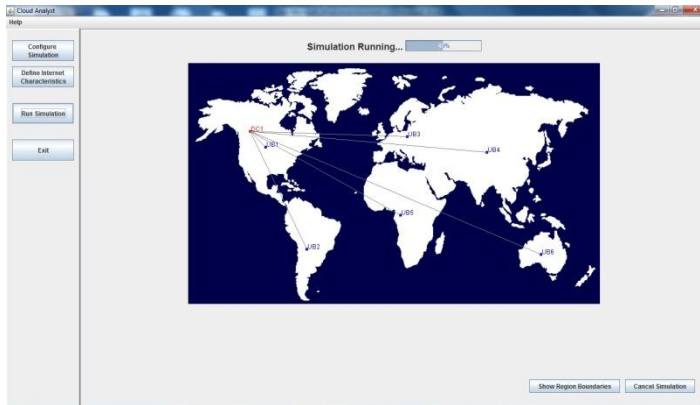 Cloud Analyst
Help
Configure
Simulation
Define Internet
Characteristics
Run Simulation
Exit
Simulation Running...
DC1
UB1
UB2
UB3
UB4
UB5
UB6
Show Region Boundaries
Cancel Simulation